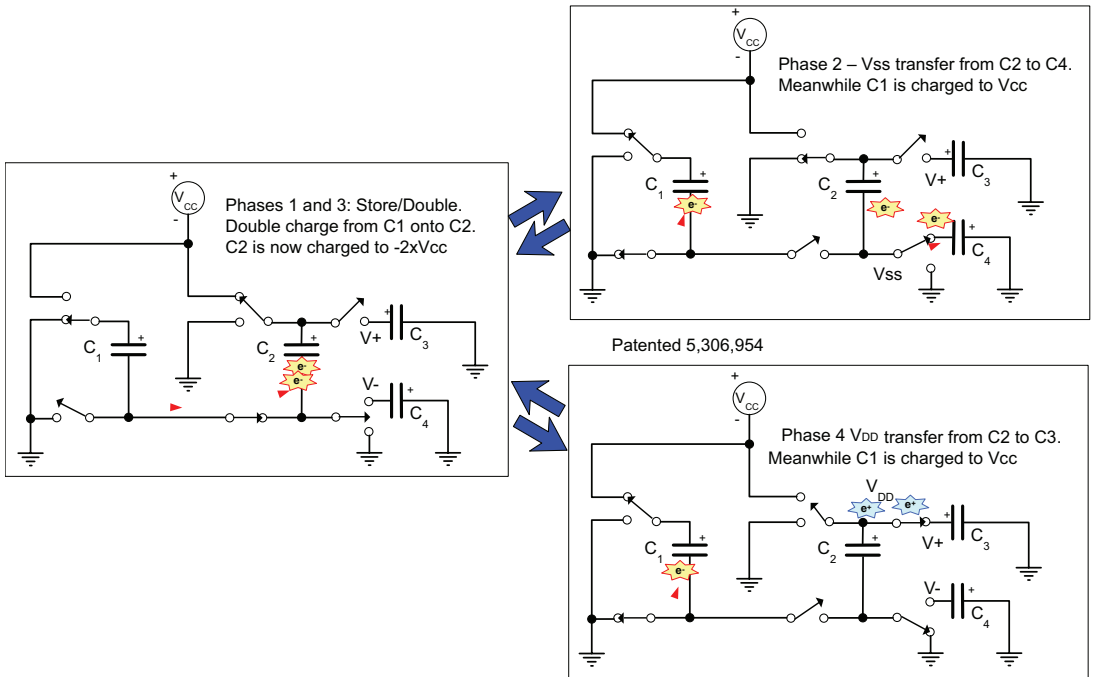 +
VCC
-
Phases 1 and 3: Store/Double.
Double charge from C1 onto C2.
C2 is now charged to -2xVcc
C1
+
C2
+
e-
e-
V+
+
C3
V-
+
C4
+
VCC
-
Phase 2 – Vss transfer from C2 to C4.
Meanwhile C1 is charged to Vcc
C1
+
e-
C2
+
e-
V+
+
C3
e-
Vss
+
C4
Patented 5,306,954
+
VCC
-
Phase 4 VDD transfer from C2 to C3.
Meanwhile C1 is charged to Vcc
VDD
e+
e+
C1
+
e-
C2
+
V+
+
C3
V-
+
C4